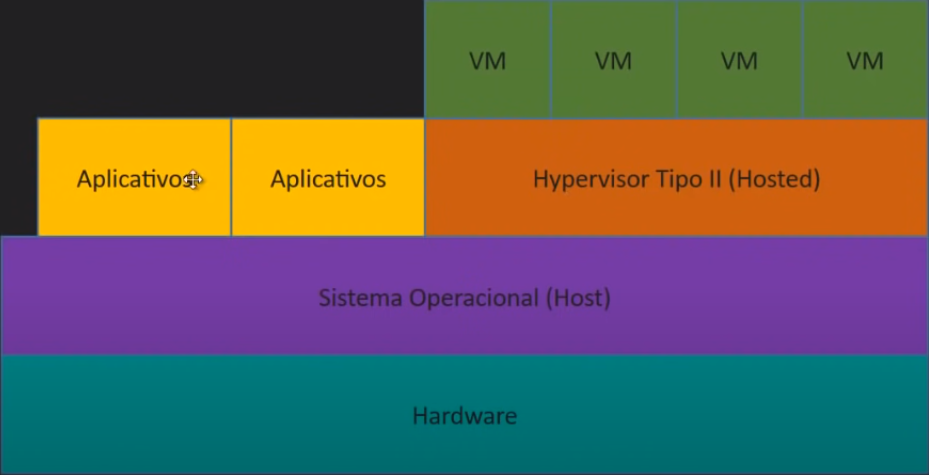 VM VM VM VM
Aplicativos Aplicativos Hypervisor Tipo II (Hosted)
Sistema Operacional (Host)
Hardware